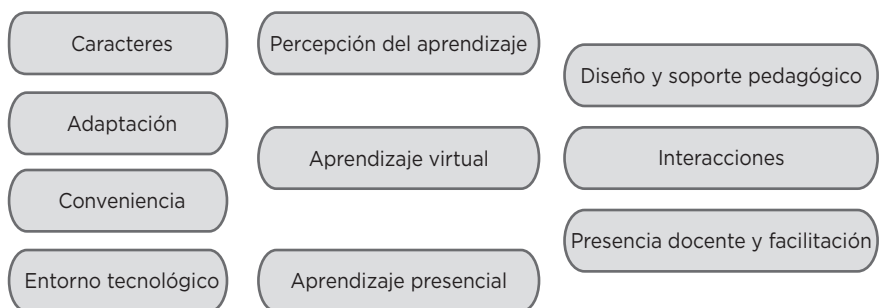 Caracteres
Adaptación
Conveniencia
Entorno tecnológico
Percepción del aprendizaje
Aprendizaje virtual
Aprendizaje presencial
Diseño y soporte pedagógico
Interacciones
Presencia docente y facilitación